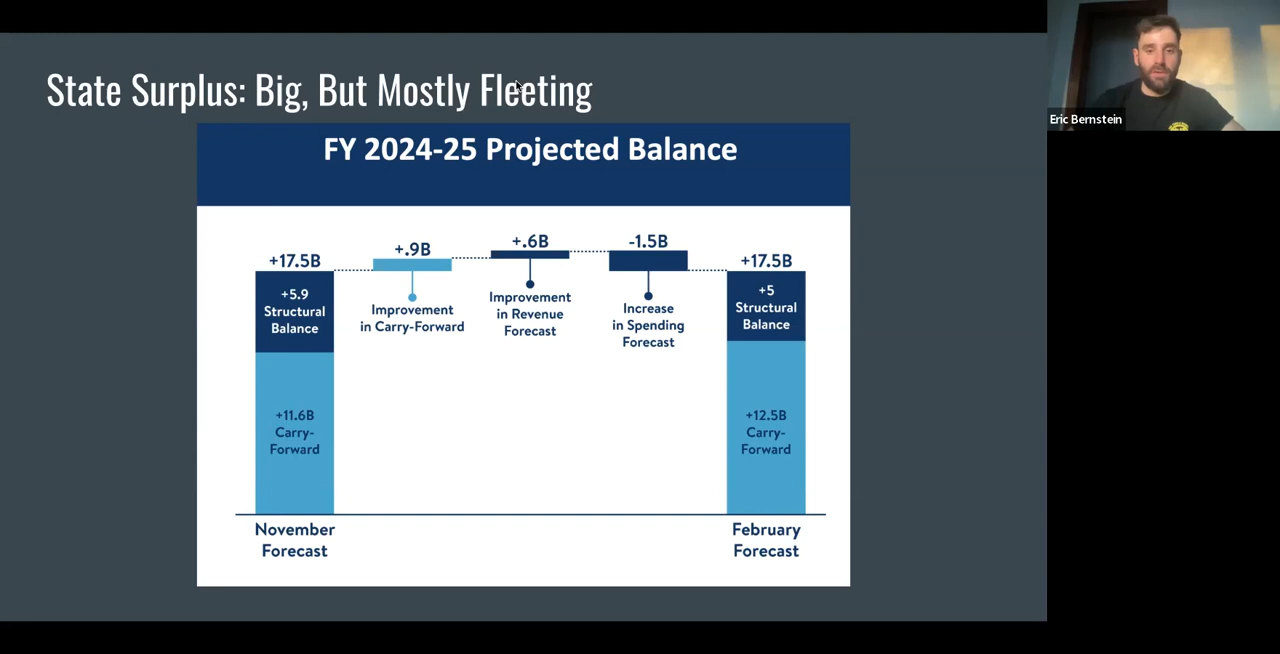 State Surplus: Big, But Mostly Fleeting
Eric Bernstein
FY 2024-25 Projected Balance
+17.5B
+.9B
+.6B
-1.5B
+17.5B
+5.9
Structural
Balance
Improvement
in Carry-Forward
Improvement
in Revenue
Forecast
Increase
in Spending
Forecast
+5
Structural
Balance
+11.6B
Carry-
Forward
+12.5B
Carry-
Forward
November
Forecast
February
Forecast